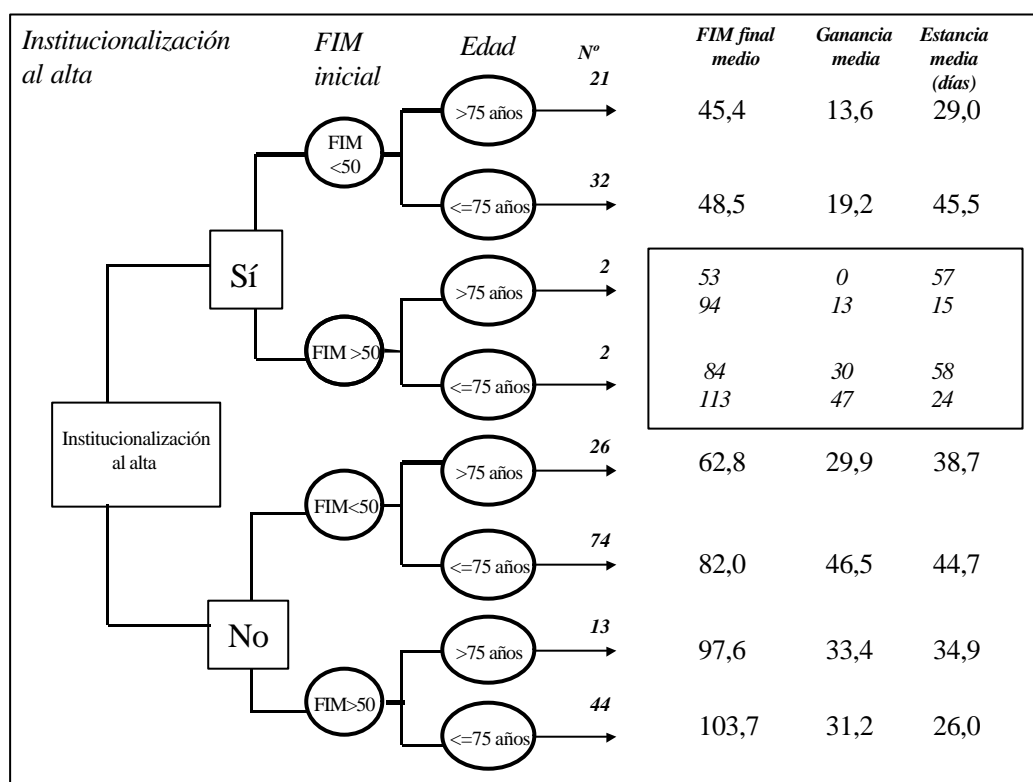 Institucionalización
al alta
FIM
inicial
Edad
Nº
FIM final
medio
Ganancia
media
Estancia
media
(días)
21
>75 años
45,4 13,6 29,0
FIM
<50
32
<=75 años
48,5 19,2 45,5
Sí
2
>75 años
53 0 57
94 13 15
FIM >50
2
<=75 años
84 30 58
113 47 24
Institucionalización
al alta
26
>75 años
62,8 29,9 38,7
FIM<50
74
<=75 años
82,0 46,5 44,7
No
13
>75 años
97,6 33,4 34,9
FIM>50
44
<=75 años
103,7 31,2 26,0